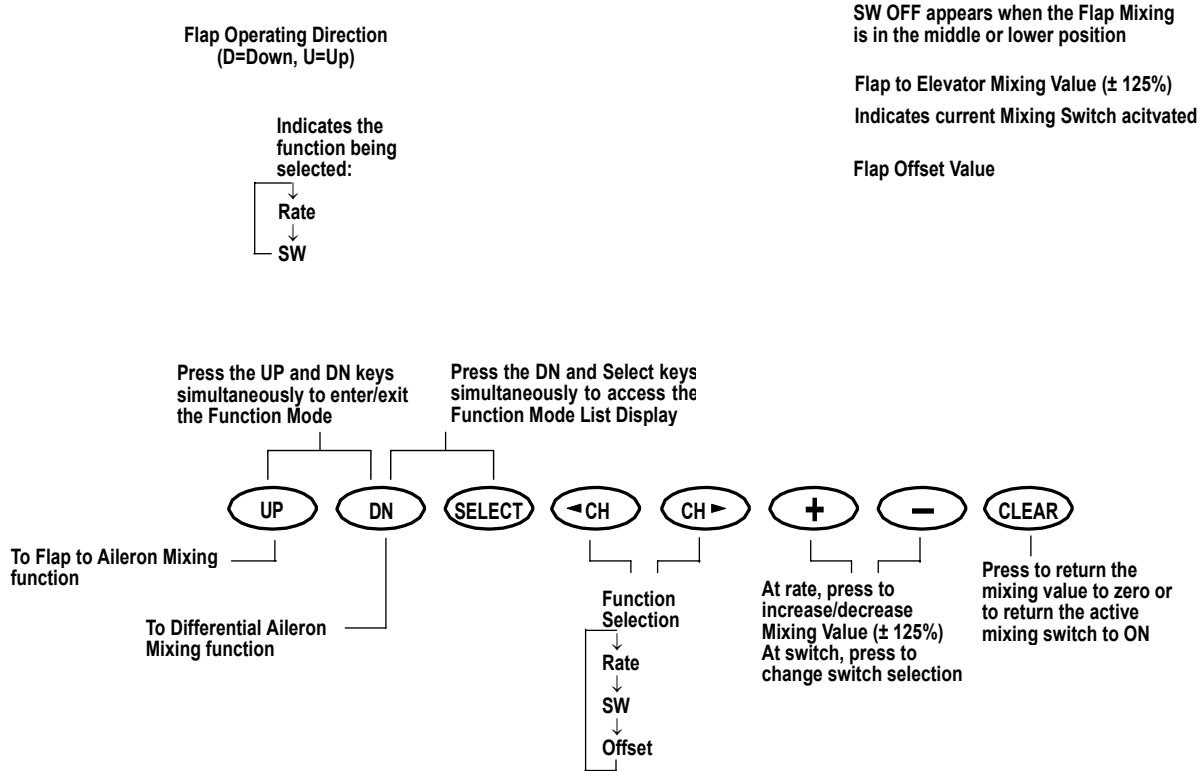 SW OFF appears when the Flap Mixing
is in the middle or lower position
Flap Operating Direction
(D=Down, U=Up)
Flap to Elevator Mixing Value (± 125%)
Indicates current Mixing Switch acitvated
Flap Offset Value
Indicates the
function being
selected:
↓
Rate
↓
SW
Press the UP and DN keys
simultaneously to enter/exit
the Function Mode
Press the DN and Select keys
simultaneously to access the
Function Mode List Display
UP
DN
SELECT
◄CH
CH►
+
−
CLEAR
To Flap to Aileron Mixing
function
To Differential Aileron
Mixing function
Function
Selection
↓
Rate
↓
SW
↓
Offset
At rate, press to
increase/decrease
Mixing Value (± 125%)
At switch, press to
change switch selection
Press to return the
mixing value to zero or
to return the active
mixing switch to ON